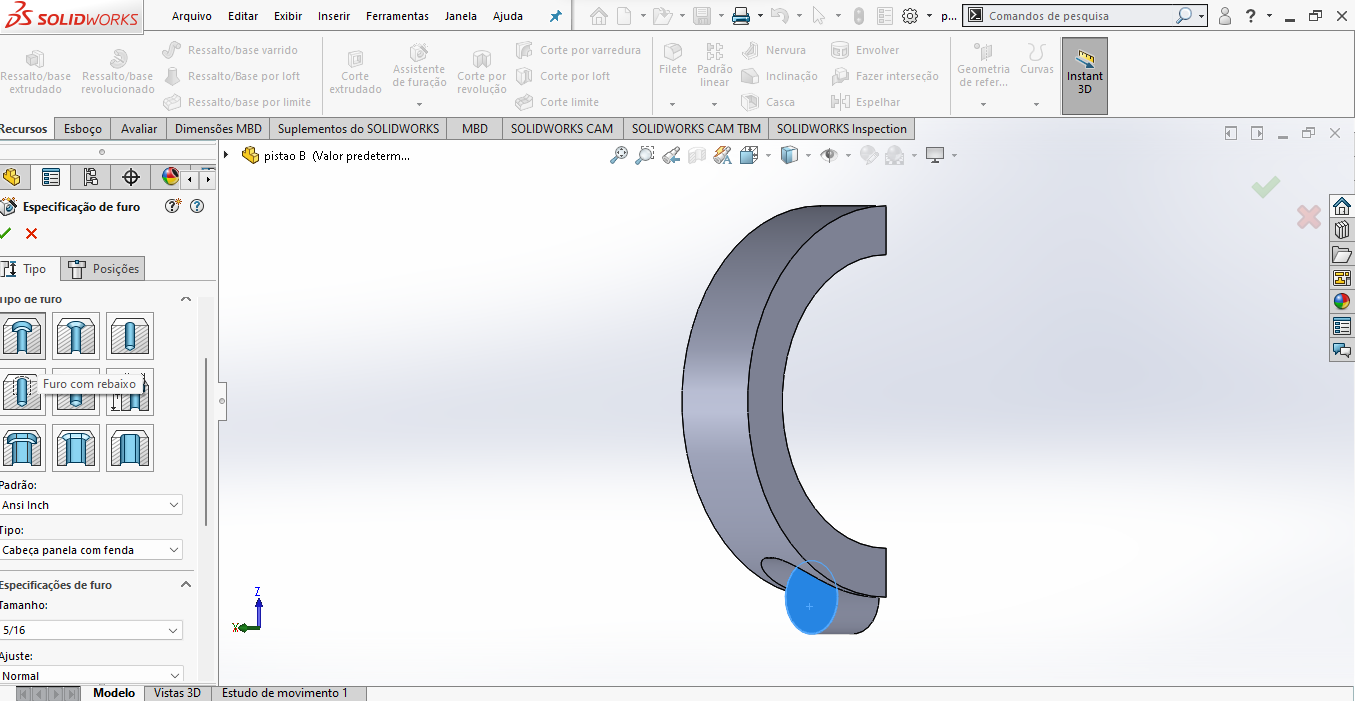 SOLIDWORKS
Arquivo Editar Exibir Inserir Ferramentas Janela Ajuda
p...
Comandos de pesquisa
?
Ressalto/base extrudado
Ressalto/base revolucionado
Ressalto/base varrido
Ressalto/Base por loft
Ressalto/base por limite
Corte extrudado
Assistente de furação
Corte por revolução
Corte por varredura
Corte por loft
Corte limite
Filete
Padrão linear
Nervura
Inclinação
Casca
Envolver
Fazer interseção
Espelhar
Geometria de refer...
Curvas
Instant 3D
Recursos Esboço Avaliar Dimensões MBD Suplementos do SOLIDWORKS MBD SOLIDWORKS CAM SOLIDWORKS CAM TBM SOLIDWORKS Inspection
pistao B (Valor predeterm...
Especificação de furo
Tipo Posições
Tipo de furo
Furo com rebaixo
Padrão:
Ansi Inch
Tipo:
Cabeça panela com fenda
Especificações de furo
Tamanho:
5/16
Ajuste:
Normal
Z
X
Modelo Vistas 3D Estudo de movimento 1